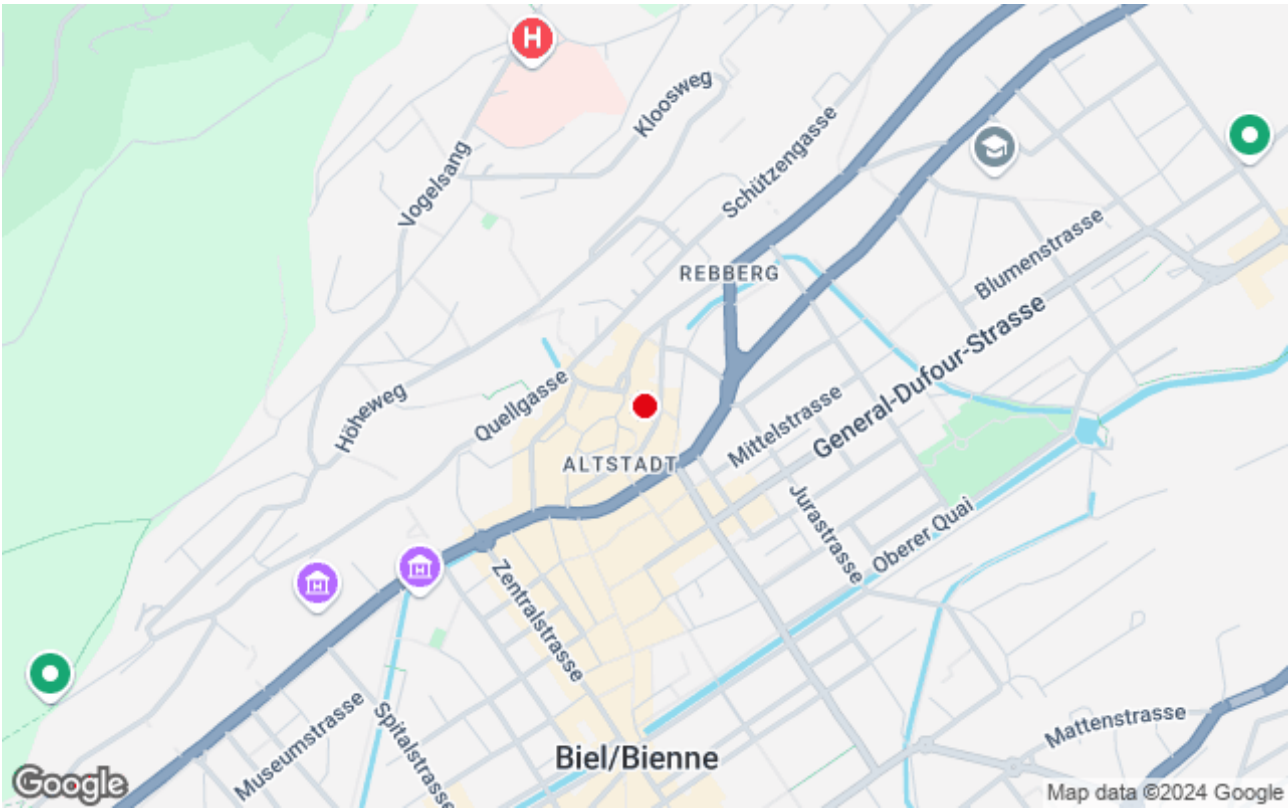 H
Kloosweg
Vogelsang
Schützengasse
REBBERG
Blumenstrasse
General-Dufour-Strasse
Höheweg
Quellgasse
Mittelstrasse
ALTSTADT
Jurastrasse
Oberer Quai
Zentralstrasse
Museumstrasse
Spitalstrasse
Mattenstrasse
Biel/Bienne
Google
Map data ©2024 Google